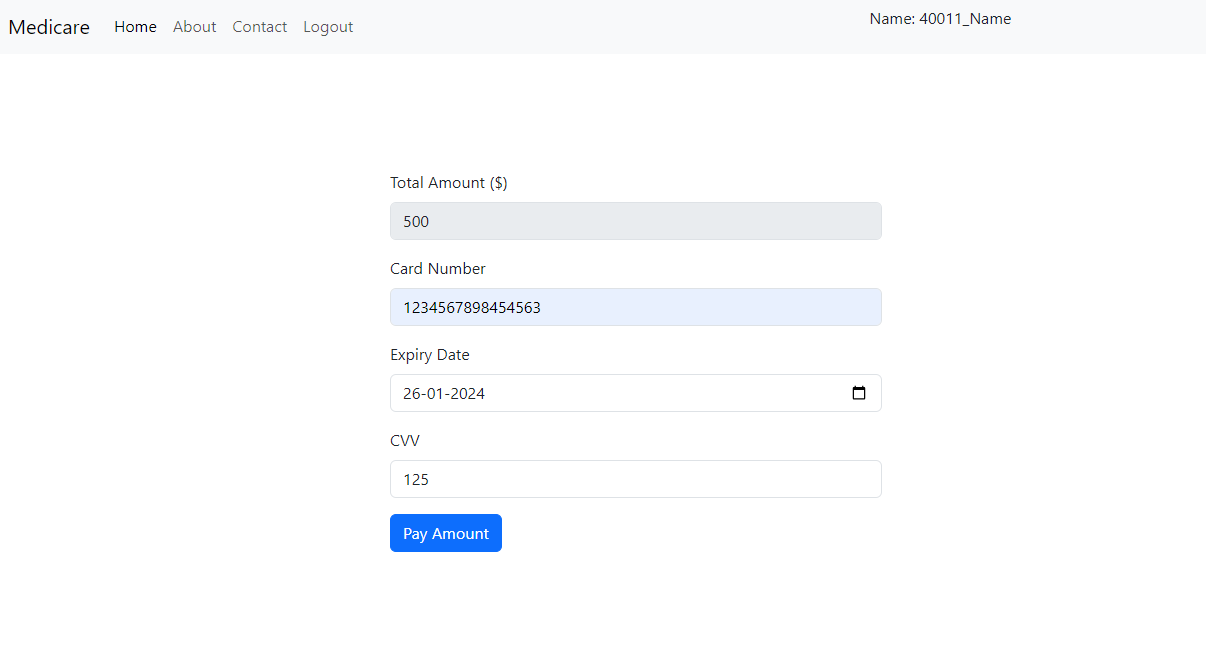 Medicare Home About Contact Logout Name: 40011_Name
Total Amount ($)
500
Card Number
1234567898454563
Expiry Date
26-01-2024
CVV
125
Pay Amount